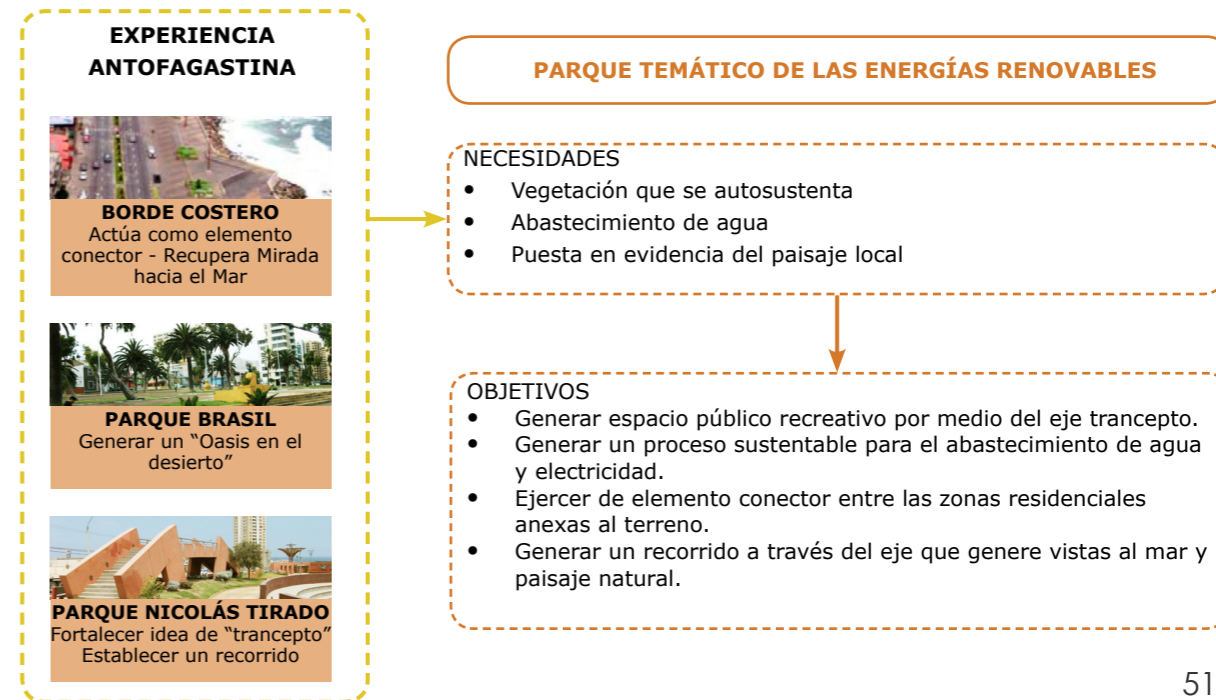 EXPERIENCIA
ANTOFAGASTINA
BORDE COSTERO
Actúa como elemento
conector - Recupera Mirada
hacia el Mar
PARQUE BRASIL
Generar un “Oasis en el
desierto”
PARQUE NICOLÁS TIRADO
Fortalecer idea de “trancepto”
Establecer un recorrido
PARQUE TEMÁTICO DE LAS ENERGÍAS RENOVABLES
NECESIDADES
• Vegetación que se autosustenta
• Abastecimiento de agua
• Puesta en evidencia del paisaje local
OBJETIVOS
• Generar espacio público recreativo por medio del eje trancepto.
• Generar un proceso sustentable para el abastecimiento de agua
y electricidad.
• Ejercer de elemento conector entre las zonas residenciales
anexas al terreno.
• Generar un recorrido a través del eje que genere vistas al mar y
paisaje natural.
51